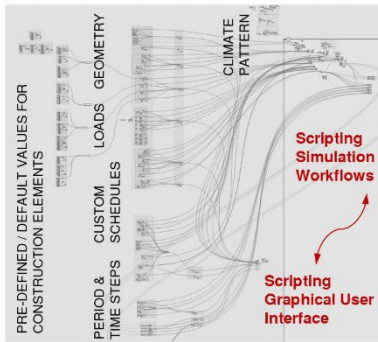 PRE-DEFINED / DEFAULT VALUES FOR
CONSTRUCTION ELEMENTS
GEOMETRY
LOADS
CUSTOM
SCHEDULES
PERIOD &
TIME STEPS
CLIMATE
PATTERN
Scripting
Simulation
Workflows
Scripting
Graphical User
Interface